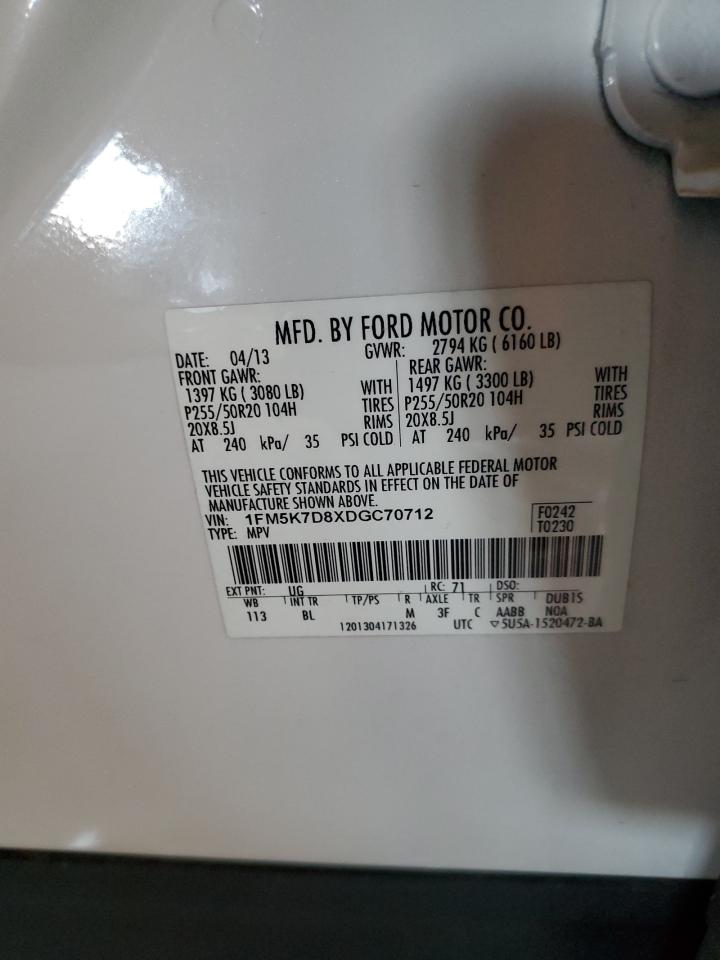 MFD. BY FORD MOTOR CO.
DATE: 04/13 GVWR: 2794 KG ( 6160 LB)
FRONT GAWR: REAR GAWR:
1397 KG ( 3080 LB) WITH 1497 KG ( 3300 LB) WITH
P255/50R20 104H TIRES P255/50R20 104H TIRES
20X8.5J RIMS 20X8.5J RIMS
AT 240 kPa/ 35 PSI COLD AT 240 kPa/ 35 PSI COLD
THIS VEHICLE CONFORMS TO ALL APPLICABLE FEDERAL MOTOR
VEHICLE SAFETY STANDARDS IN EFFECT ON THE DATE OF
MANUFACTURE SHOWN ABOVE.
VIN: 1FM5K7D8XDGC70712 F0242
TYPE: MPV T0230
EXT PNT: UG RC: 71 DSO:
WB INT TR TP/PS R AXLE TR SPR DUB1S
113 BL M 3F C AABB NOA
1201304171326 UTC ▽5U5A-1520472-BA